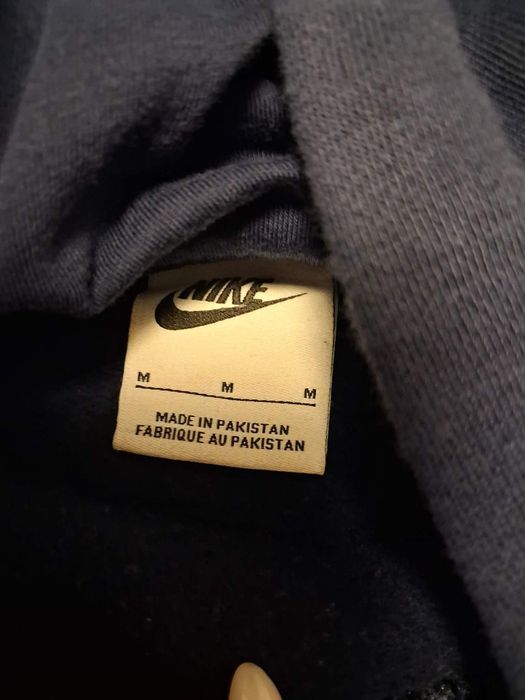 NIKE
M M M
MADE IN PAKISTAN
FABRIQUE AU PAKISTAN